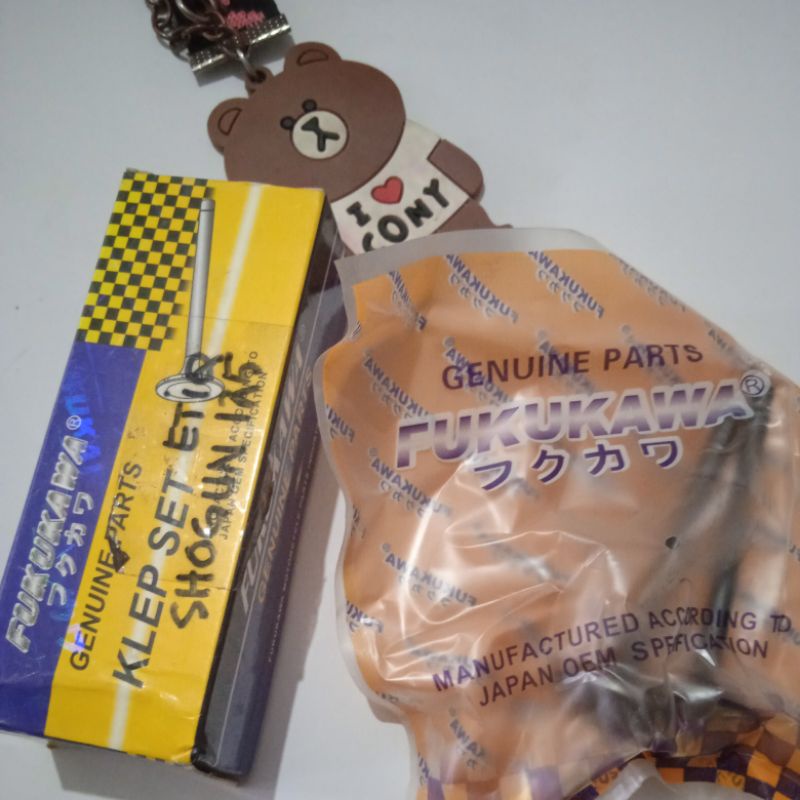 I ❤ CONY
FUKUKAWA®
フクカワ
GENUINE PARTS
KLEP SET ETI
SHOGUN 125
JAPAN OEM SPECIFICATION
GENUINE PARTS
FUKUKAWA®
フクカワ
MANUFACTURED ACCORDING TO
JAPAN OEM SPECIFICATION